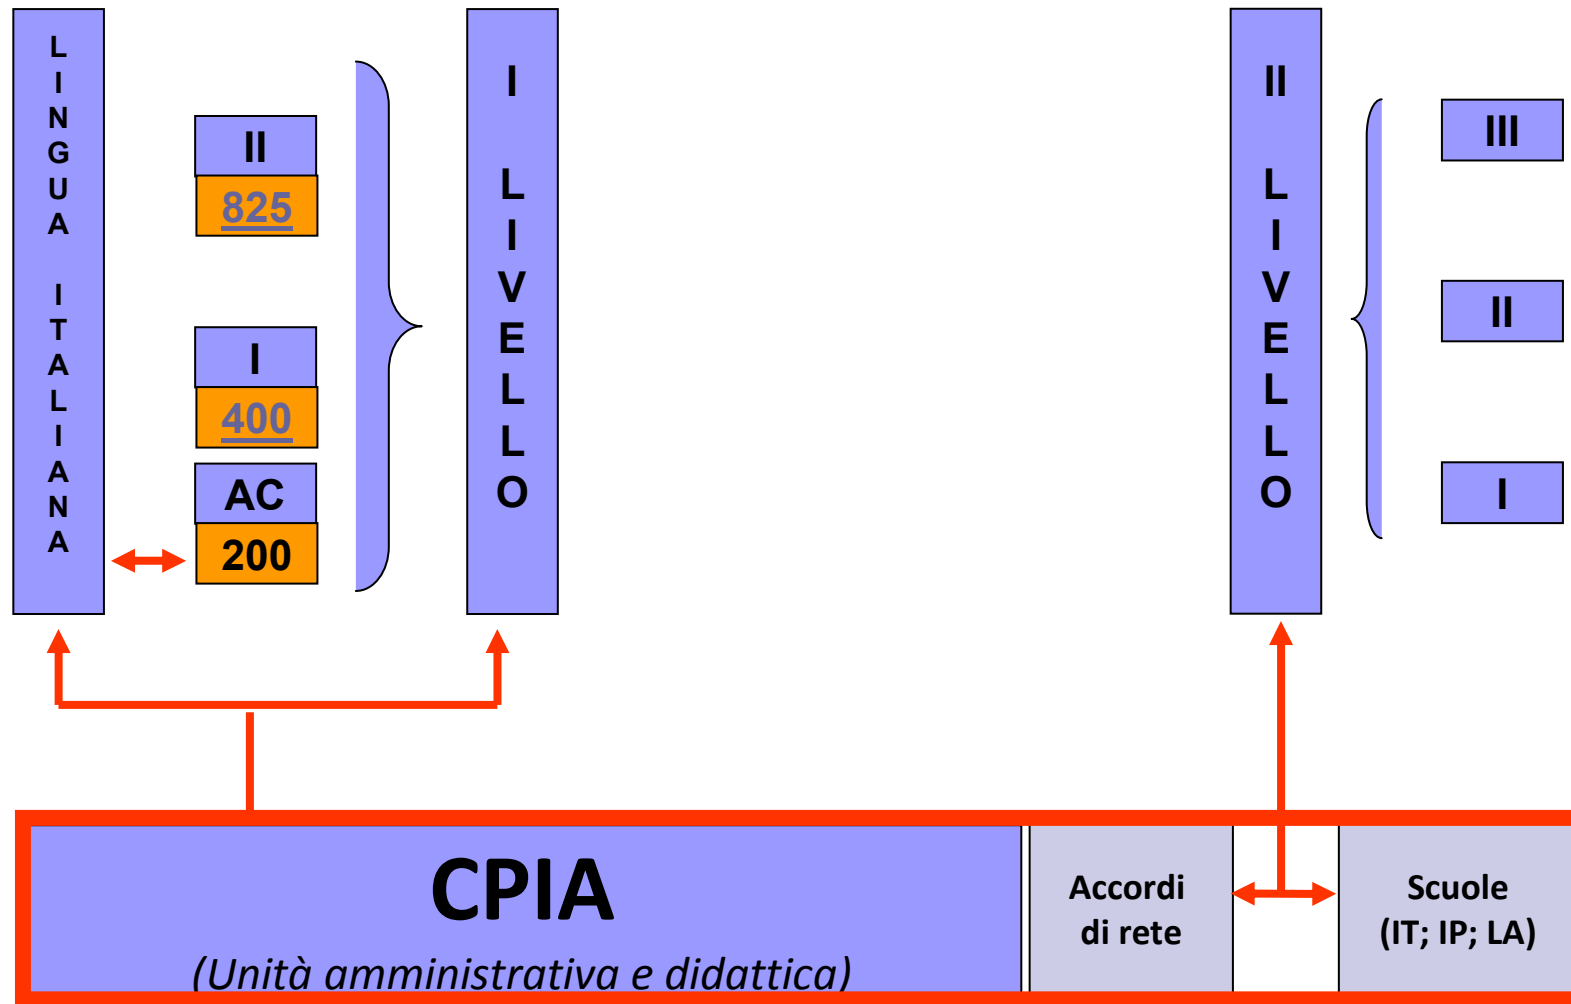 LINGUA ITALIANA
II
825
I
400
AC
200
I LIVELLO
II LIVELLO
III
II
I
CPIA
(Unità amministrativa e didattica)
Accordi
di rete
Scuole
(IT; IP; LA)